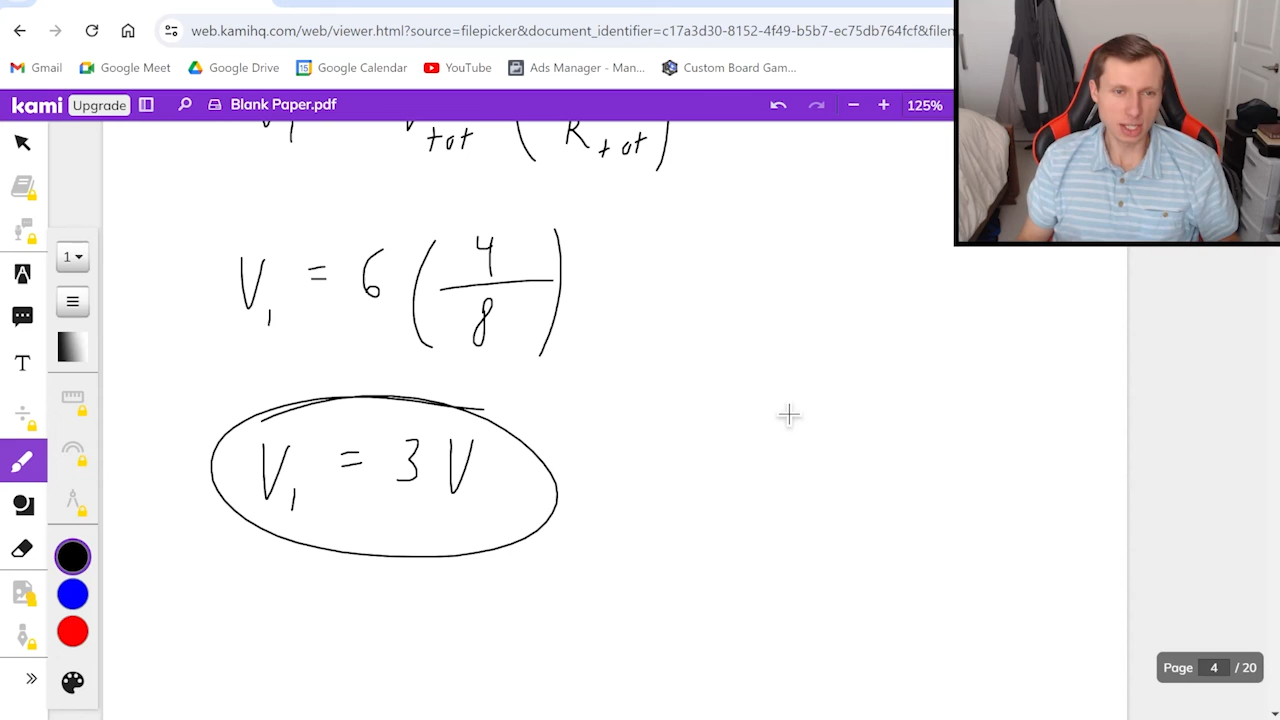 web.kamihq.com/web/viewer.html?source=filepicker&document_identifier=c17a3d30-8152-4f49-b5b7-ec75db764fcf&filen
Gmail Google Meet Google Drive 15 Google Calendar YouTube Ads Manager - Man... Custom Board Gam...
kami Upgrade Blank Paper.pdf 125%
V tot ( R tot )
V1 = 6 ( 4 / 8 )
1
V1 = 3 V
T
Page 4 / 20